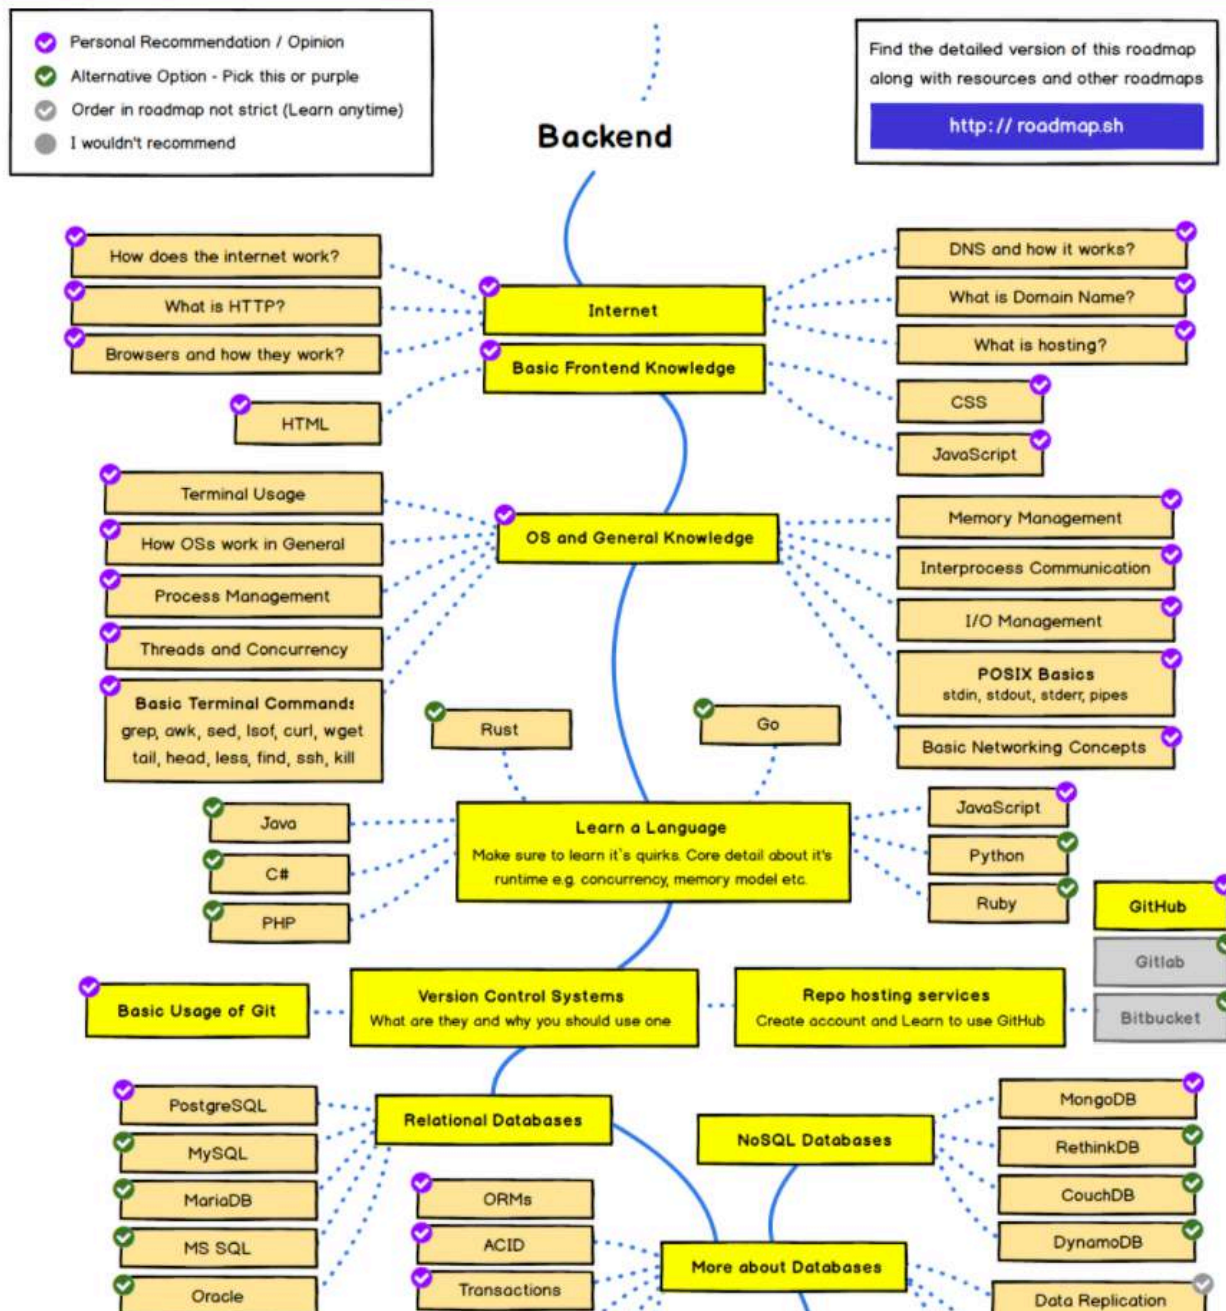 Personal Recommendation / Opinion
Alternative Option - Pick this or purple
Order in roadmap not strict (Learn anytime)
I wouldn't recommend
Find the detailed version of this roadmap
along with resources and other roadmaps
http:// roadmap.sh
Backend
How does the internet work?
What is HTTP?
Browsers and how they work?
Internet
DNS and how it works?
What is Domain Name?
What is hosting?
Basic Frontend Knowledge
HTML
CSS
JavaScript
Terminal Usage
How OSs work in General
Process Management
Threads and Concurrency
Basic Terminal Commands
grep, awk, sed, lsof, curl, wget
tail, head, less, find, ssh, kill
OS and General Knowledge
Memory Management
Interprocess Communication
I/O Management
POSIX Basics
stdin, stdout, stderr, pipes
Basic Networking Concepts
Rust
Go
Java
C#
PHP
Learn a Language
Make sure to learn it`s quirks. Core detail about it's
runtime e.g. concurrency, memory model etc.
JavaScript
Python
Ruby
GitHub
Gitlab
Bitbucket
Basic Usage of Git
Version Control Systems
What are they and why you should use one
Repo hosting services
Create account and Learn to use GitHub
PostgreSQL
MySQL
MariaDB
MS SQL
Oracle
Relational Databases
NoSQL Databases
MongoDB
RethinkDB
CouchDB
DynamoDB
ORMs
ACID
Transactions
More about Databases
Data Replication